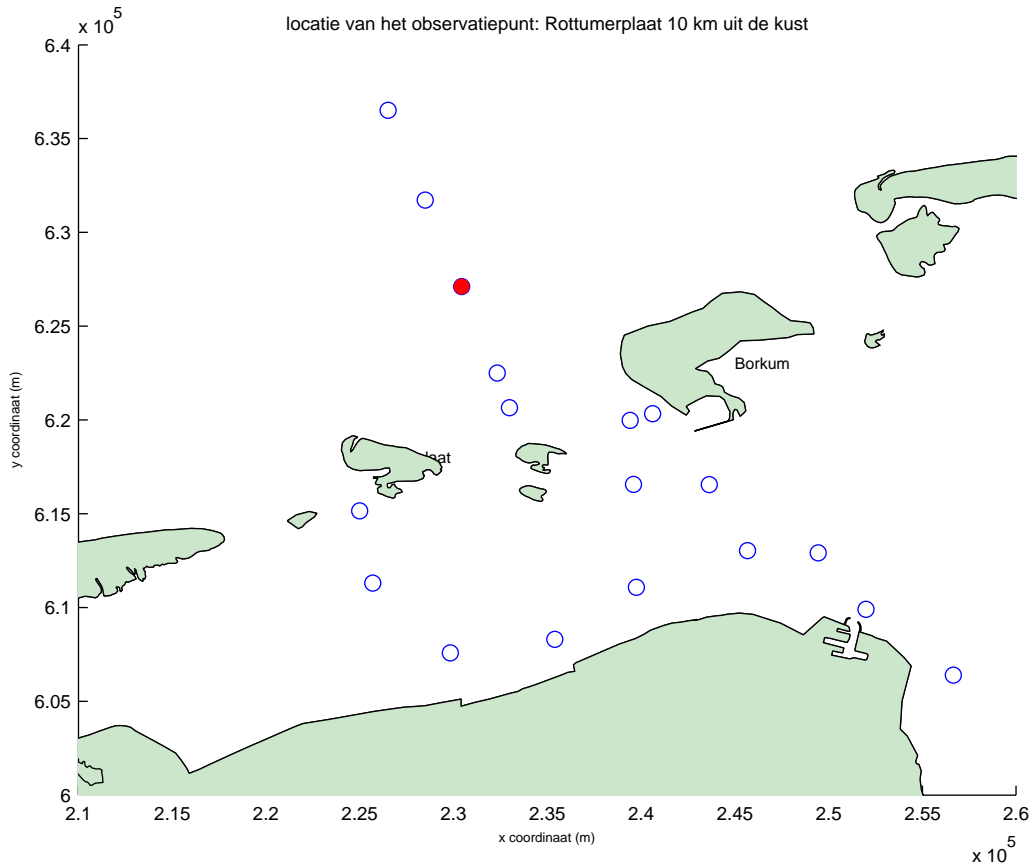 x 10^5
locatie van het observatiepunt: Rottumerplaat 10 km uit de kust
6.4
6.35
6.3
6.25
6.2
6.15
6.1
6.05
6
y coordinaat (m)
Borkum
laat
2.1
2.15
2.2
2.25
2.3
2.35
2.4
2.45
2.5
2.55
2.6
x coordinaat (m)
x 10^5